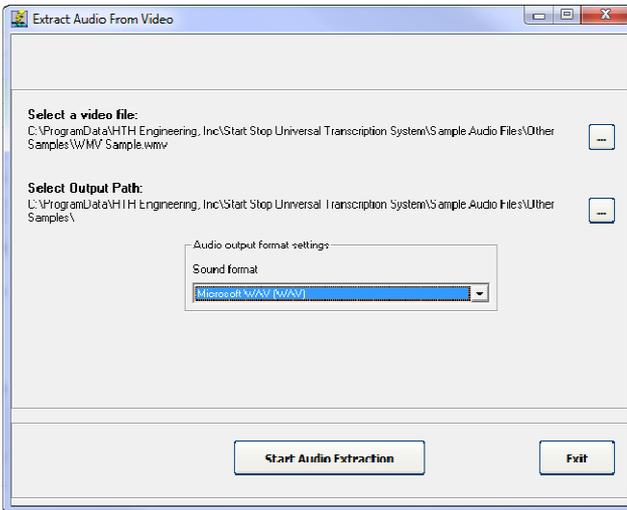 Extract Audio From Video
Select a video file:
C:\ProgramData\HTH Engineering, Inc\Start Stop Universal Transcription System\Sample Audio Files\Other
Samples\WMV Sample.wmv
...
Select Output Path:
C:\ProgramData\HTH Engineering, Inc\Start Stop Universal Transcription System\Sample Audio Files\Other
Samples\
...
Audio output format settings
Sound format
Microsoft WAV (WAV)
Start Audio Extraction
Exit